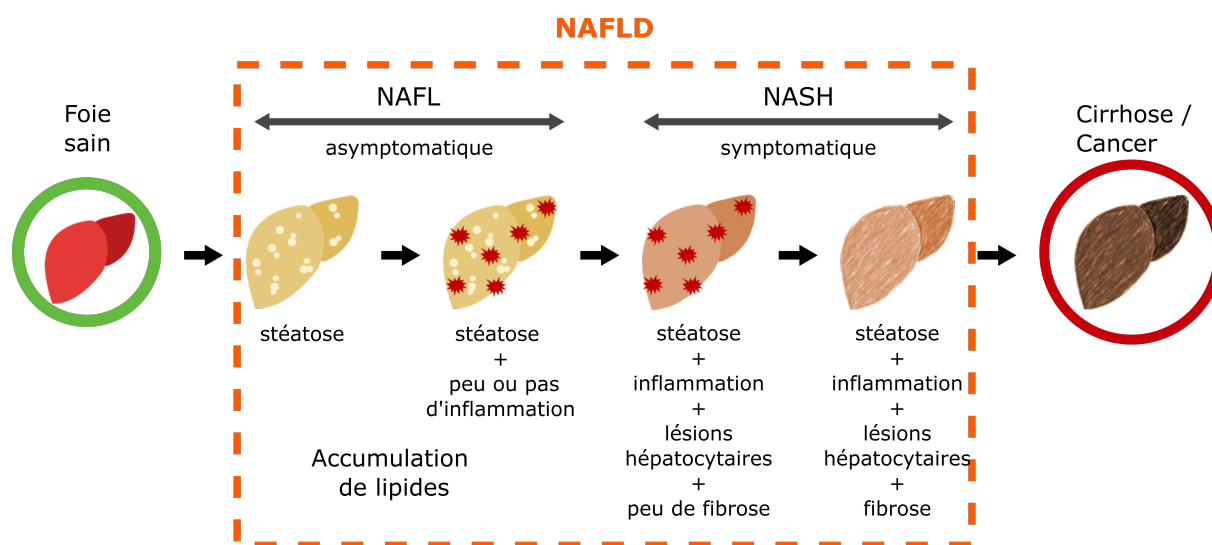 NAFLD
Foie
sain
NAFL
asymptomatique
NASH
symptomatique
Cirrhose /
Cancer
stéatose
stéatose
+
peu ou pas
d'inflammation
Accumulation
de lipides
stéatose
+
inflammation
+
lésions
hépatocytaires
+
peu de fibrose
stéatose
+
inflammation
+
lésions
hépatocytaires
+
fibrose